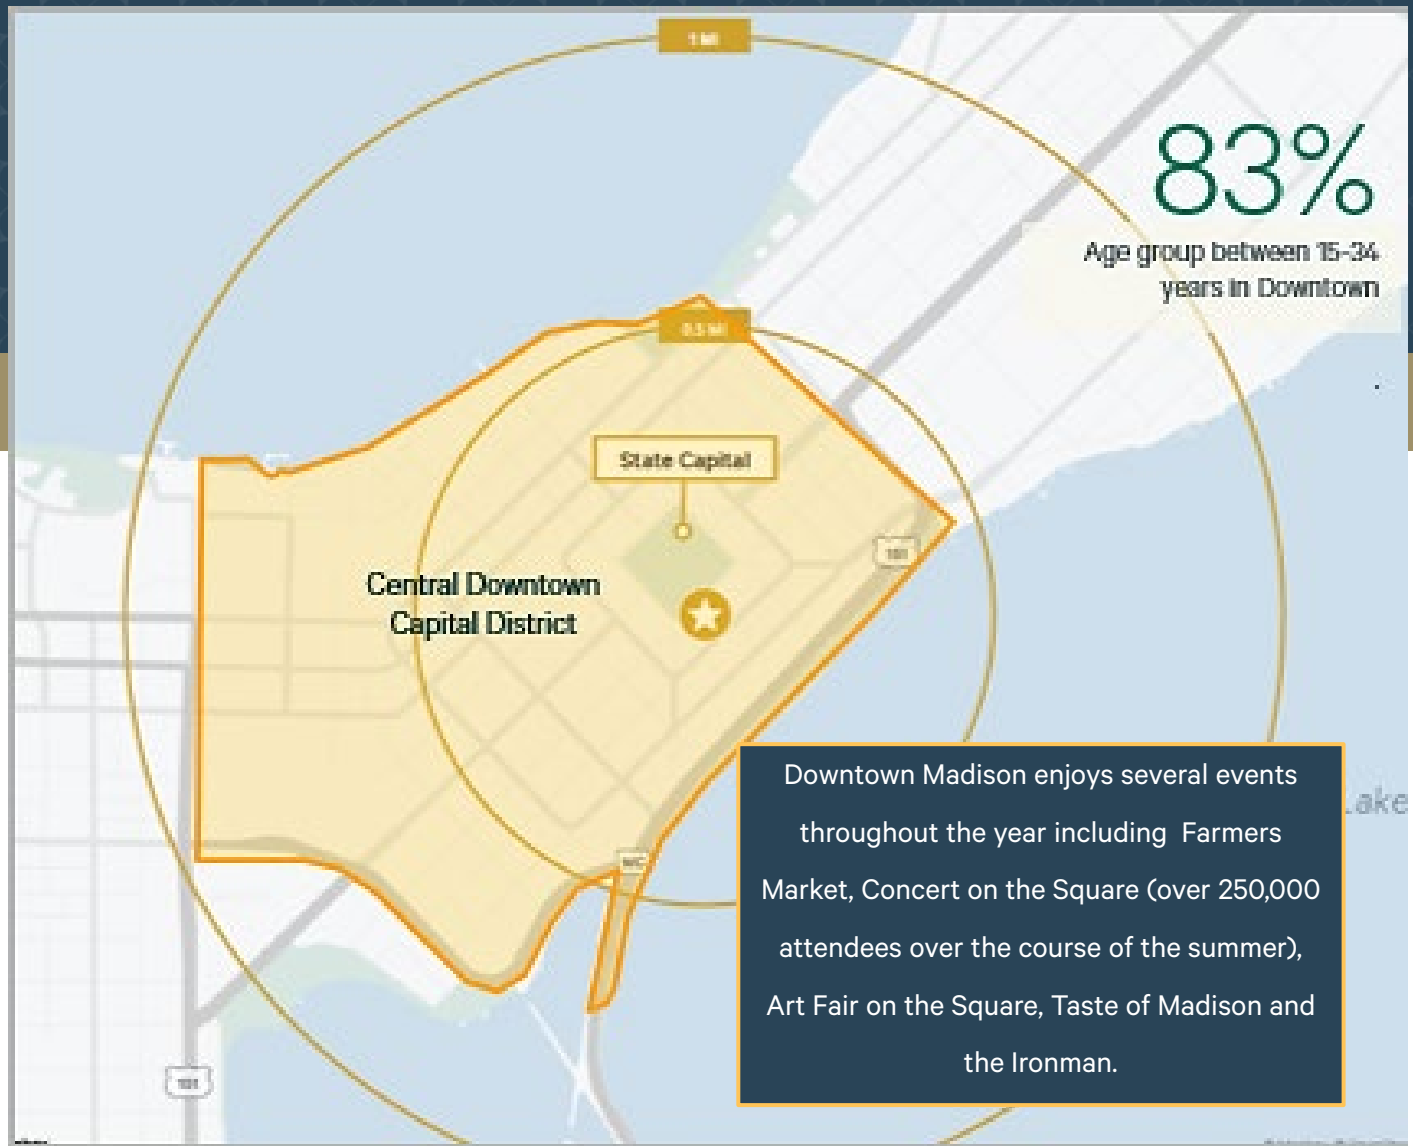 1 MI
83%
Age group between 15-34
years in Downtown
0.5 MI
State Capital
151
Central Downtown
Capital District
Downtown Madison enjoys several events
throughout the year including Farmers
Market, Concert on the Square (over 250,000
attendees over the course of the summer),
Art Fair on the Square, Taste of Madison and
the Ironman.
Lake
MC
151